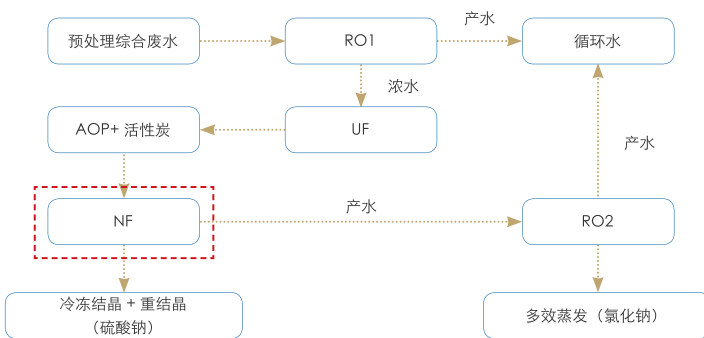 预处理综合废水
RO1
产水
循环水
浓水
AOP+ 活性炭
UF
产水
NF
产水
RO2
冷冻结晶 + 重结晶
（硫酸钠）
多效蒸发（氯化钠）